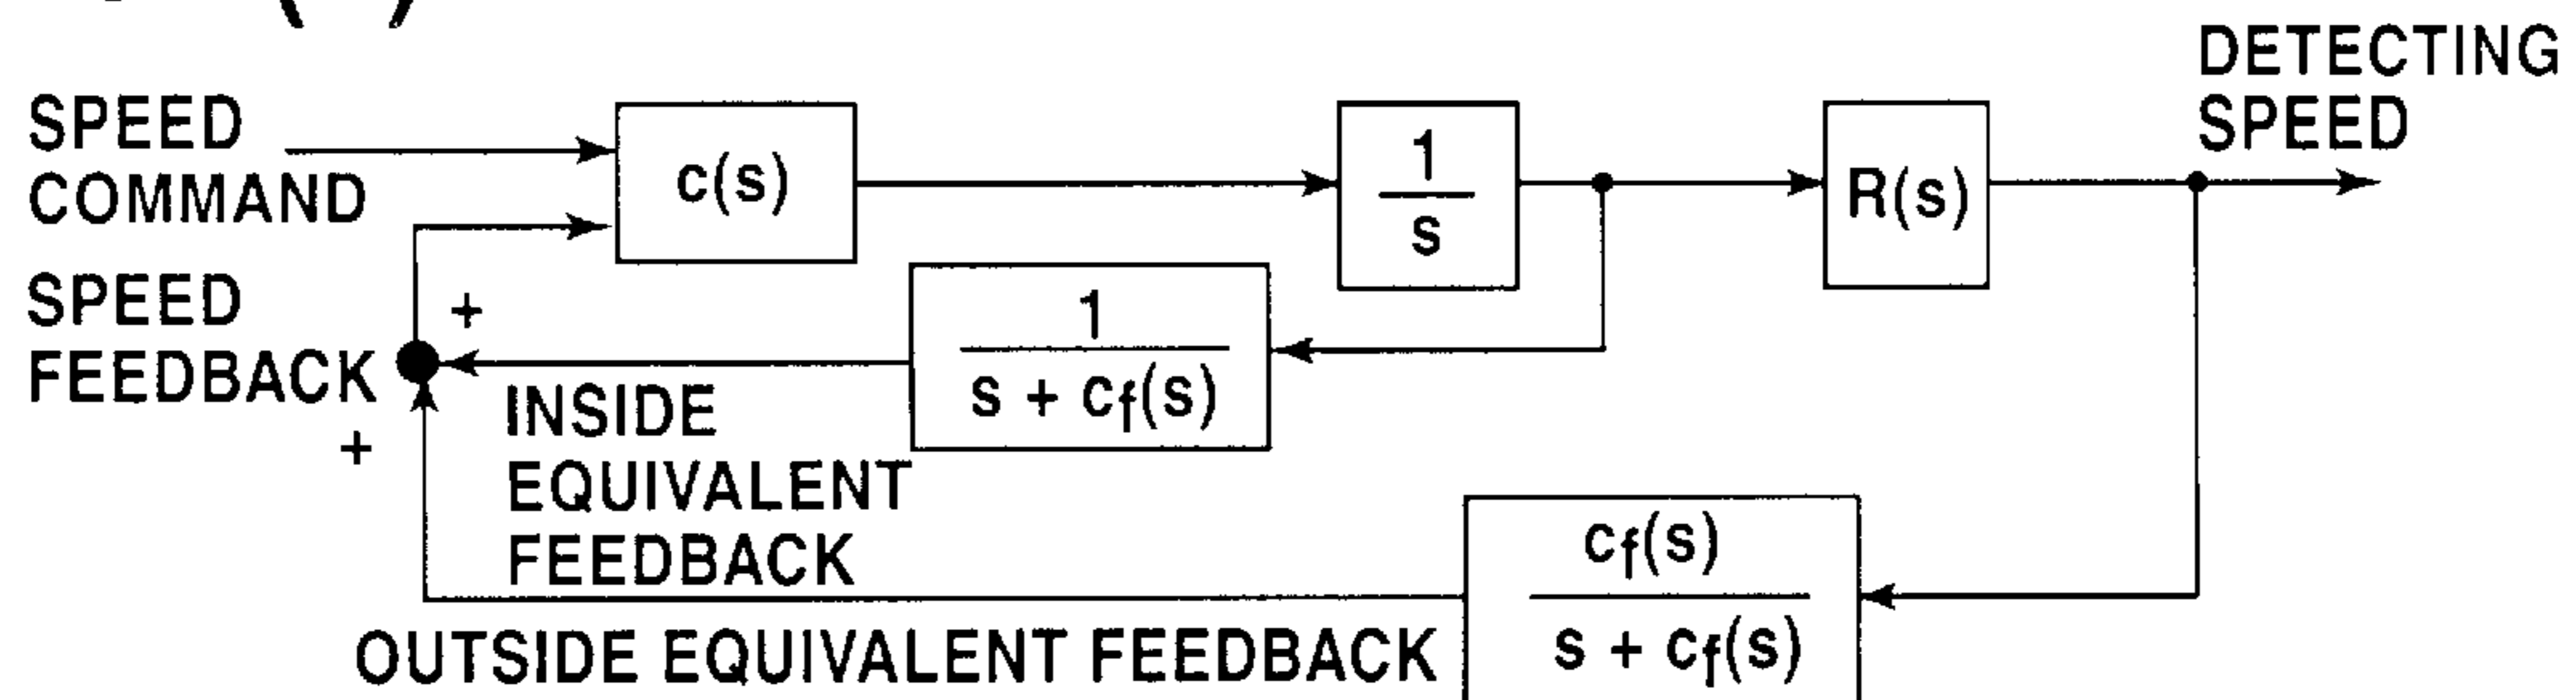 SPEED
COMMAND
c(s)
1
s
R(s)
DETECTING
SPEED
SPEED
FEEDBACK
+
+
INSIDE
EQUIVALENT
FEEDBACK
1
s + cf(s)
OUTSIDE EQUIVALENT FEEDBACK
cf(s)
s + cf(s)